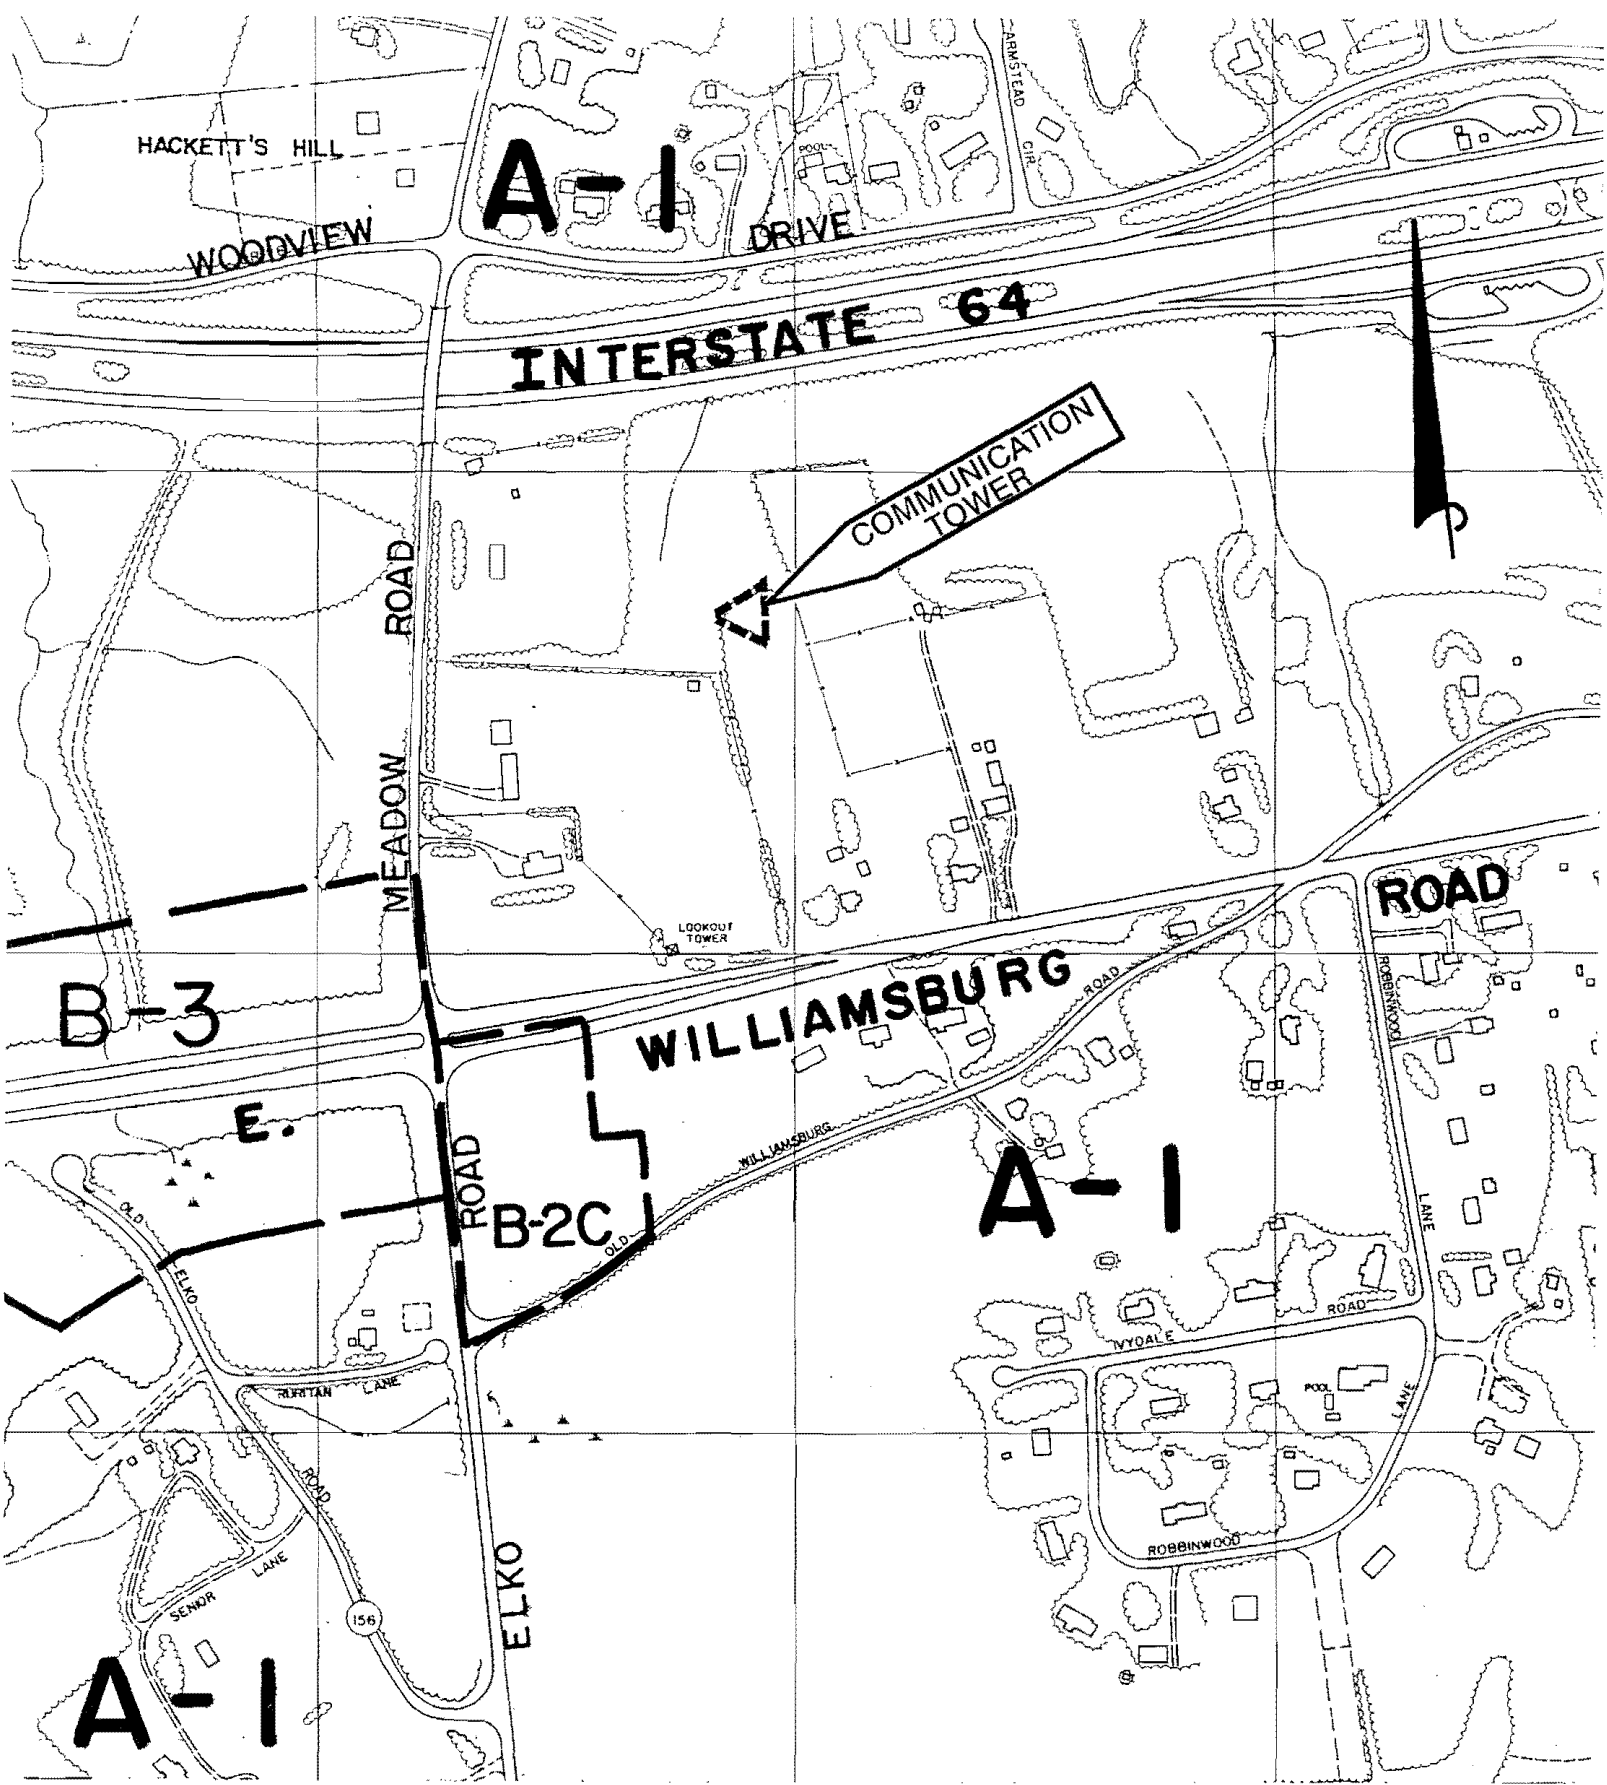 ARMSTEAD
CIR.
HACKETT'S HILL
A-1
POOL
WOODVIEW
DRIVE
INTERSTATE 64
COMMUNICATION
TOWER
ROAD
MEADOW
LOOKOUT
TOWER
ROAD
B-3
WILLIAMSBURG
ROAD
ROBBINWOOD
E.
ROAD
WILLIAMSBURG
A-1
OLD
B-2C
OLD
LANE
ELKO
ROAD
IVYDALE
RURITAN LANE
POOL
LANE
ROAD
ROBBINWOOD
LANE
SENIOR
ELKO
156
A-1